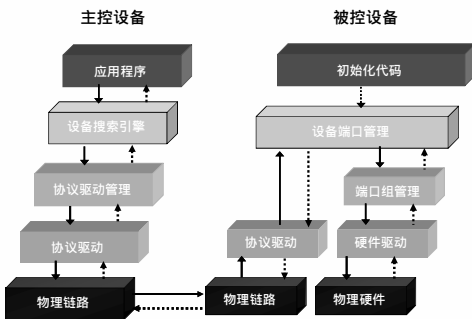 主控设备
被控设备
应用程序
初始化代码
设备搜索引擎
设备端口管理
协议驱动管理
端口组管理
协议驱动
协议驱动
硬件驱动
物理链路
物理链路
物理硬件